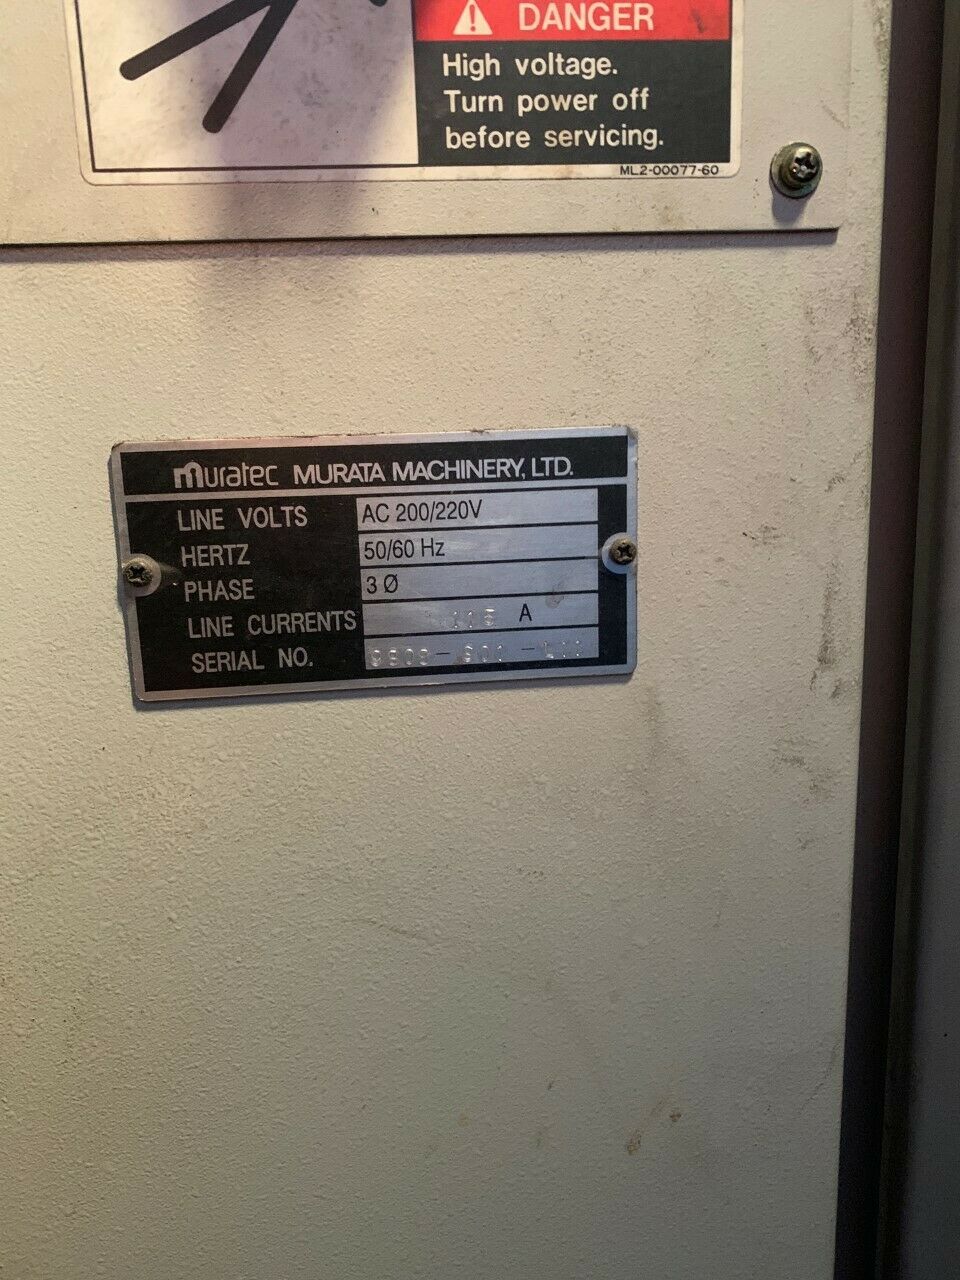 DANGER
High voltage.
Turn power off
before servicing.
ML2-00077-60
muratec MURATA MACHINERY, LTD.
LINE VOLTS AC 200/220V
HERTZ 50/60 Hz
PHASE 3 Ø
LINE CURRENTS 115 A
SERIAL NO.